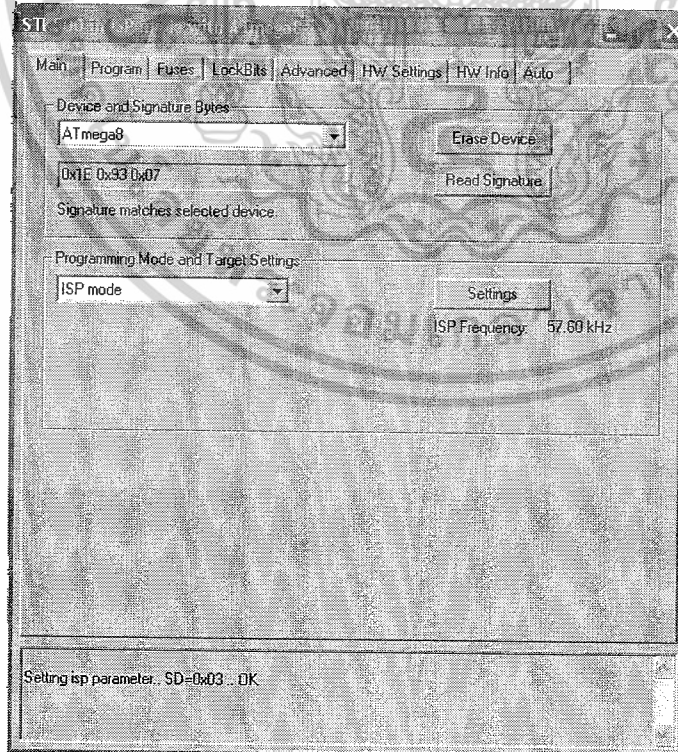 Main Program Fuses LockBits Advanced HW Settings HW Info Auto
Device and Signature Bytes
ATmega8
Erase Device
0x1E 0x93 0x07
Read Signature
Signature matches selected device
Programming Mode and Target Settings
ISP mode
Settings
ISP Frequency: 57.60 kHz
Setting isp parameter.. SD=0x03 .. OK